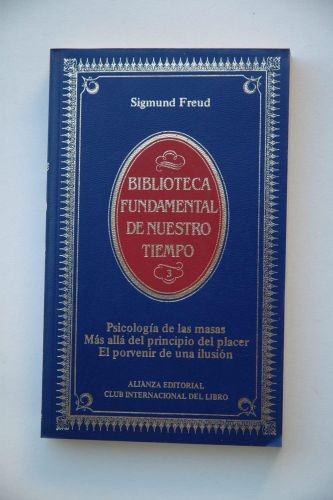 Sigmund Freud
BIBLIOTECA
FUNDAMENTAL
DE NUESTRO
TIEMPO
3
Psicología de las masas
Más allá del principio del placer
El porvenir de una ilusión
ALIANZA EDITORIAL
CLUB INTERNACIONAL DEL LIBRO